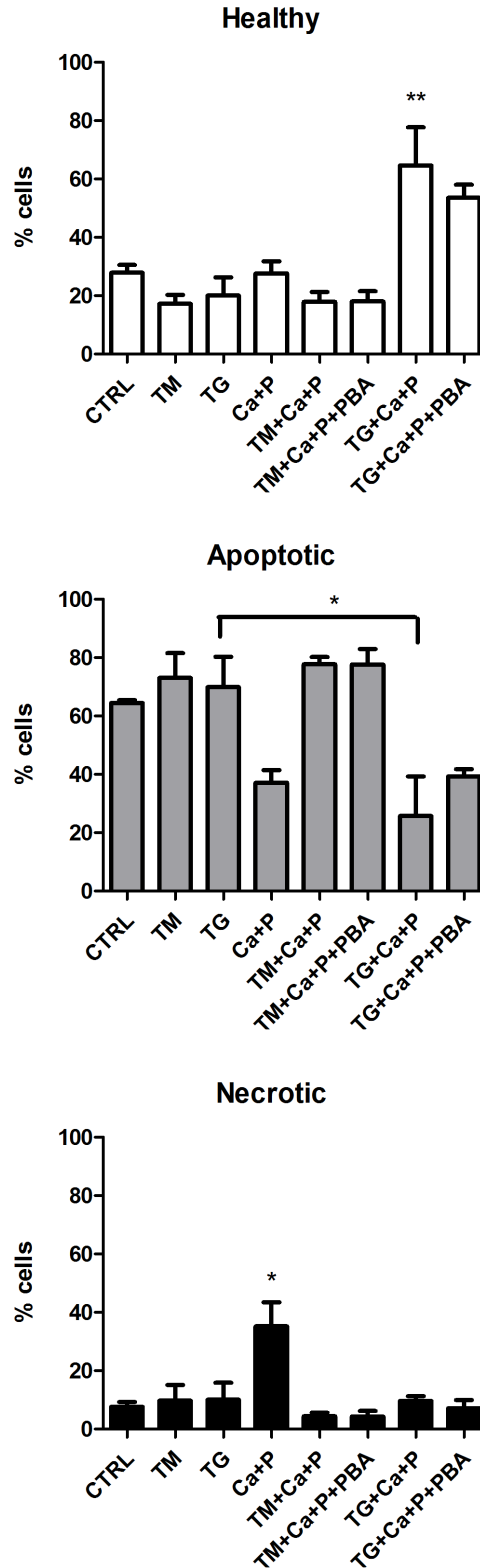 Healthy
100
80
60
40
20
0
% cells
**
CTRL
TM
TG
Ca+P
TM+Ca+P
TM+Ca+P+PBA
TG+Ca+P
TG+Ca+P+PBA
Apoptotic
100
80
60
40
20
0
% cells
*
CTRL
TM
TG
Ca+P
TM+Ca+P
TM+Ca+P+PBA
TG+Ca+P
TG+Ca+P+PBA
Necrotic
100
80
60
40
20
0
% cells
*
CTRL
TM
TG
Ca+P
TM+Ca+P
TM+Ca+P+PBA
TG+Ca+P
TG+Ca+P+PBA